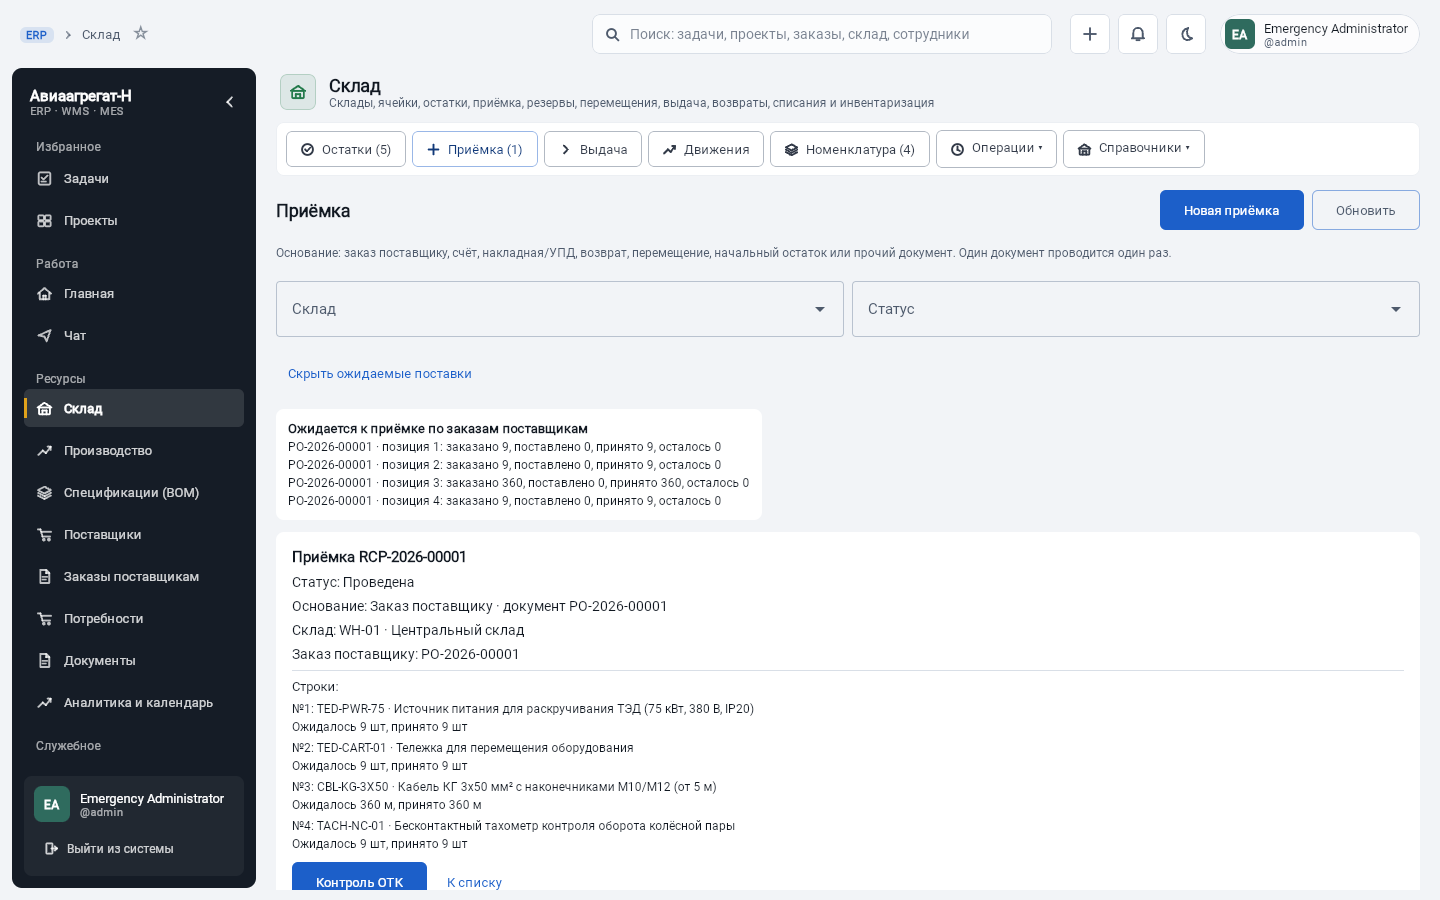 ERP
Склад
Поиск: задачи, проекты, заказы, склад, сотрудники
EA
Emergency Administrator
@admin
Авиаагрегат-Н
ERP · WMS · MES
Избранное
Задачи
Проекты
Работа
Главная
Чат
Ресурсы
Склад
Производство
Спецификации (BOM)
Поставщики
Заказы поставщикам
Потребности
Документы
Аналитика и календарь
Служебное
EA
Emergency Administrator
@admin
Выйти из системы
Склад
Склады, ячейки, остатки, приёмка, резервы, перемещения, выдача, возвраты, списания и инвентаризация
Остатки (5)
Приёмка (1)
Выдача
Движения
Номенклатура (4)
Операции
Справочники
Приёмка
Новая приёмка
Обновить
Основание: заказ поставщику, счёт, накладная/УПД, возврат, перемещение, начальный остаток или прочий документ. Один документ проводится один раз.
Склад
Статус
Скрыть ожидаемые поставки
Ожидается к приёмке по заказам поставщикам
PO-2026-00001 · позиция 1: заказано 9, поставлено 0, принято 9, осталось 0
PO-2026-00001 · позиция 2: заказано 9, поставлено 0, принято 9, осталось 0
PO-2026-00001 · позиция 3: заказано 360, поставлено 0, принято 360, осталось 0
PO-2026-00001 · позиция 4: заказано 9, поставлено 0, принято 9, осталось 0
Приёмка RCP-2026-00001
Статус: Проведена
Основание: Заказ поставщику · документ PO-2026-00001
Склад: WH-01 · Центральный склад
Заказ поставщику: PO-2026-00001
Строки:
№1: TED-PWR-75 · Источник питания для раскручивания ТЭД (75 кВт, 380 В, IP20)
Ожидалось 9 шт, принято 9 шт
№2: TED-CART-01 · Тележка для перемещения оборудования
Ожидалось 9 шт, принято 9 шт
№3: CBL-KG-3X50 · Кабель КГ 3x50 мм² с наконечниками М10/М12 (от 5 м)
Ожидалось 360 м, принято 360 м
№4: TACH-NC-01 · Бесконтактный тахометр контроля оборота колёсной пары
Ожидалось 9 шт, принято 9 шт
Контроль ОТК
К списку